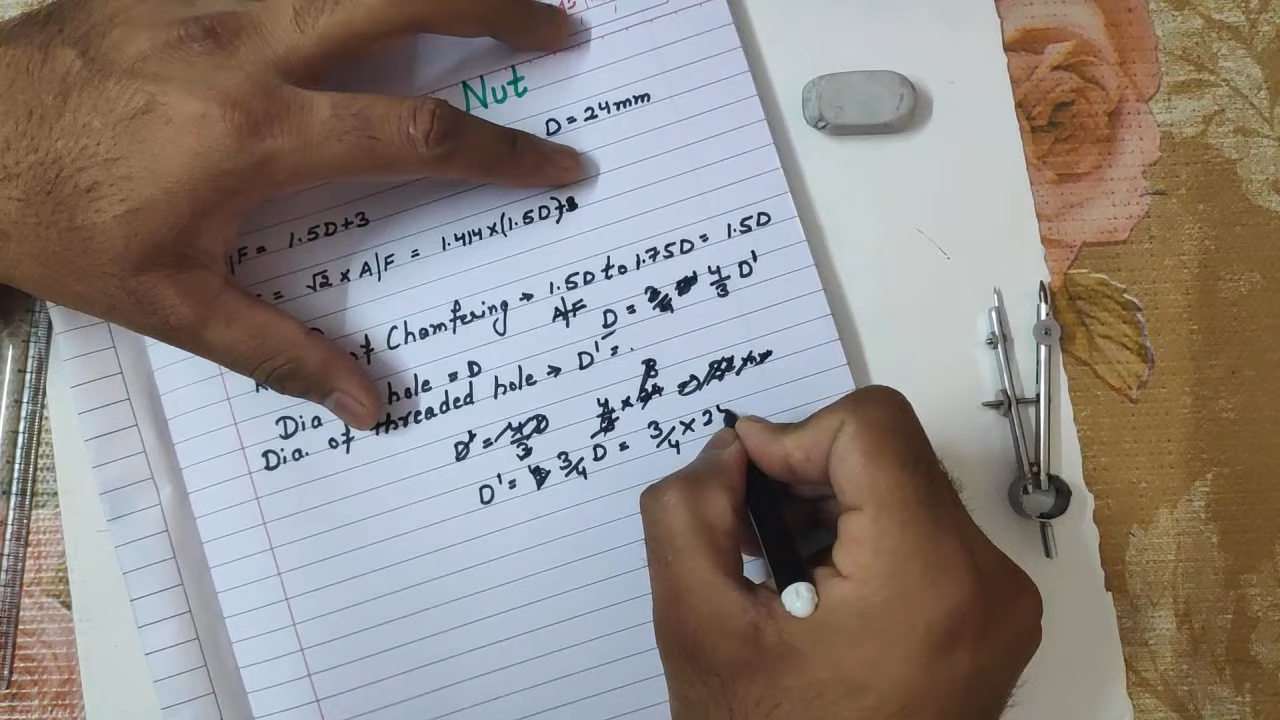 Nut
D = 24mm
F = 1.5D+3
= √2 × A/F = 1.414×(1.5D+3
of Chamfering → 1.5D to 1.75D = 1.5D
A/F D = 4/3 D'
Dia hole = D
Dia. of threaded hole → D' =
D' = 3/4 D = 3/4 × 24